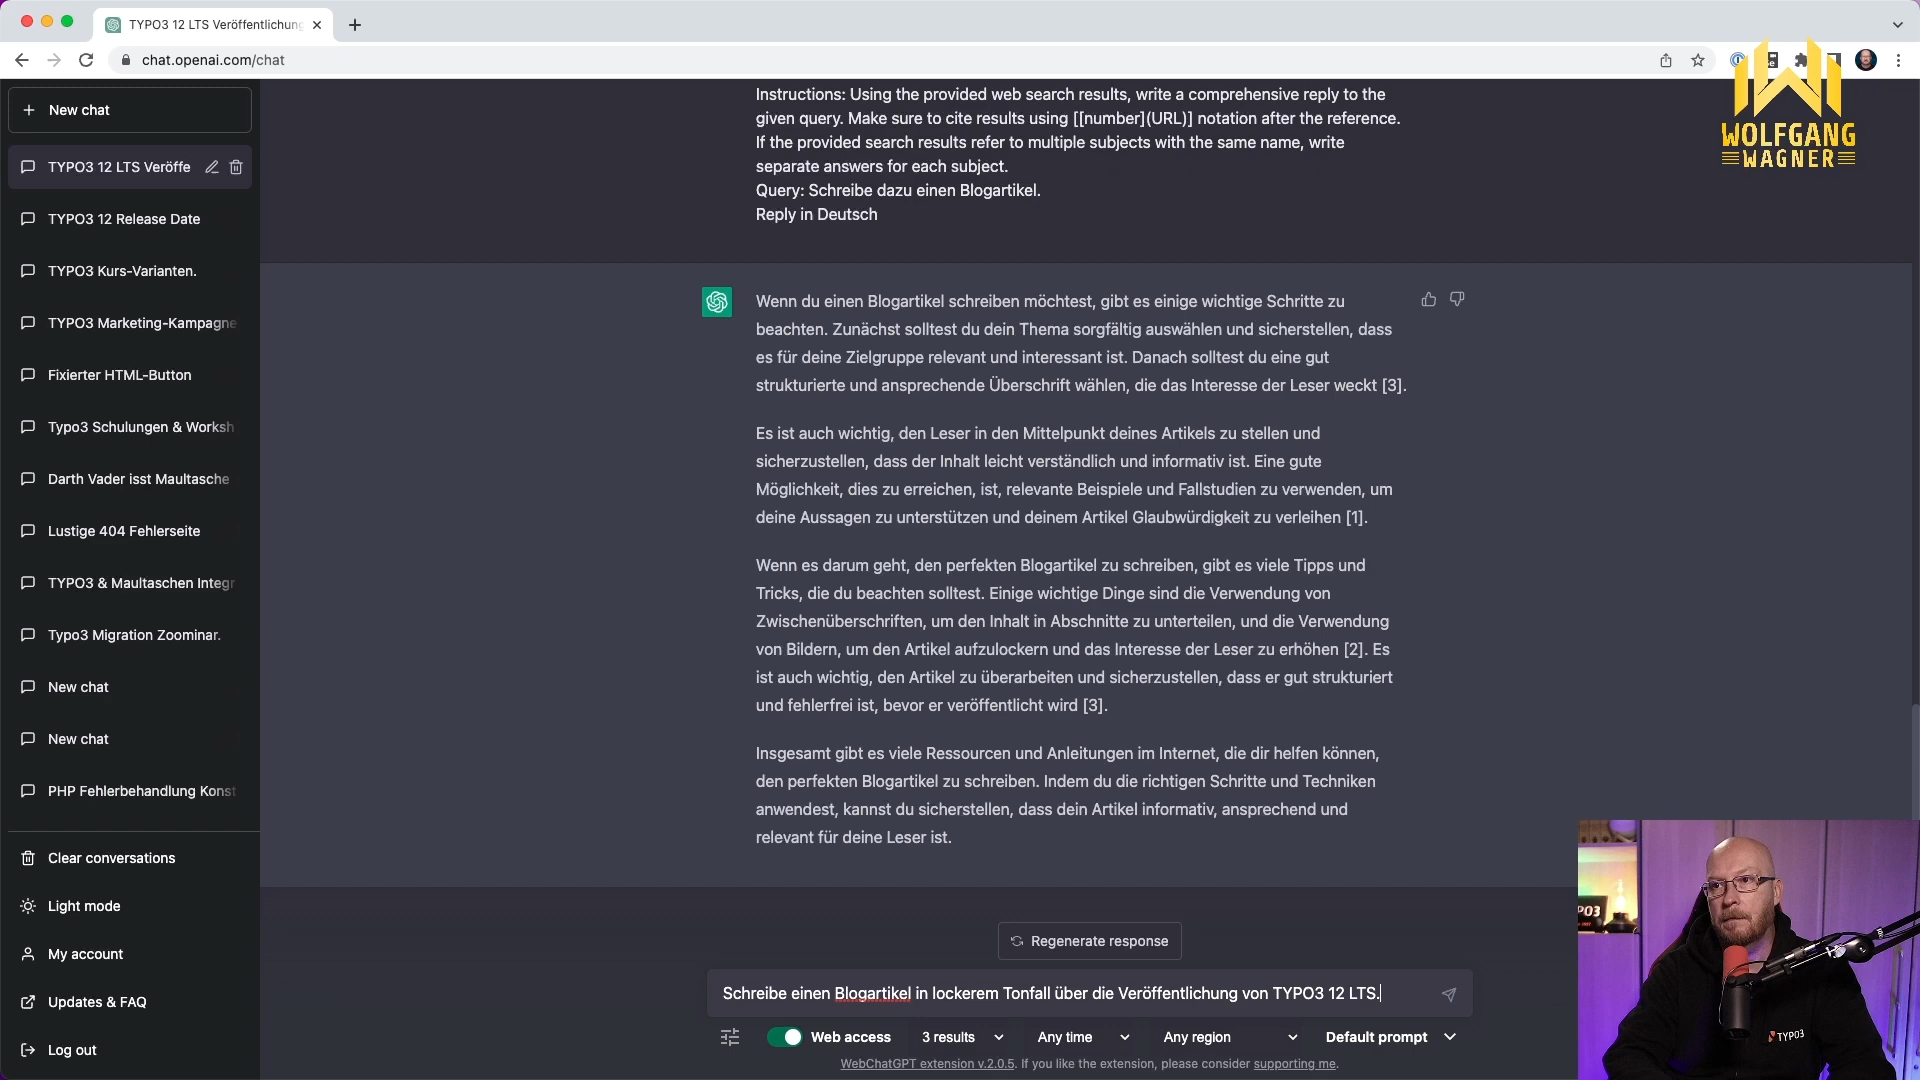 TYPO3 12 LTS Veröffentlichung
chat.openai.com/chat
WOLFGANG
WAGNER
New chat
TYPO3 12 LTS Veröffe
TYPO3 12 Release Date
TYPO3 Kurs-Varianten.
TYPO3 Marketing-Kampagne
Fixierter HTML-Button
Typo3 Schulungen & Worksh
Darth Vader isst Maultasche
Lustige 404 Fehlerseite
TYPO3 & Maultaschen Integr
Typo3 Migration Zoominar.
New chat
New chat
PHP Fehlerbehandlung Konst
Clear conversations
Light mode
My account
Updates & FAQ
Log out
Instructions: Using the provided web search results, write a comprehensive reply to the
given query. Make sure to cite results using [[number](URL)] notation after the reference.
If the provided search results refer to multiple subjects with the same name, write
separate answers for each subject.
Query: Schreibe dazu einen Blogartikel.
Reply in Deutsch
Wenn du einen Blogartikel schreiben möchtest, gibt es einige wichtige Schritte zu
beachten. Zunächst solltest du dein Thema sorgfältig auswählen und sicherstellen, dass
es für deine Zielgruppe relevant und interessant ist. Danach solltest du eine gut
strukturierte und ansprechende Überschrift wählen, die das Interesse der Leser weckt [3].
Es ist auch wichtig, den Leser in den Mittelpunkt deines Artikels zu stellen und
sicherzustellen, dass der Inhalt leicht verständlich und informativ ist. Eine gute
Möglichkeit, dies zu erreichen, ist, relevante Beispiele und Fallstudien zu verwenden, um
deine Aussagen zu unterstützen und deinem Artikel Glaubwürdigkeit zu verleihen [1].
Wenn es darum geht, den perfekten Blogartikel zu schreiben, gibt es viele Tipps und
Tricks, die du beachten solltest. Einige wichtige Dinge sind die Verwendung von
Zwischenüberschriften, um den Inhalt in Abschnitte zu unterteilen, und die Verwendung
von Bildern, um den Artikel aufzulockern und das Interesse der Leser zu erhöhen [2]. Es
ist auch wichtig, den Artikel zu überarbeiten und sicherzustellen, dass er gut strukturiert
und fehlerfrei ist, bevor er veröffentlicht wird [3].
Insgesamt gibt es viele Ressourcen und Anleitungen im Internet, die dir helfen können,
den perfekten Blogartikel zu schreiben. Indem du die richtigen Schritte und Techniken
anwendest, kannst du sicherstellen, dass dein Artikel informativ, ansprechend und
relevant für deine Leser ist.
Regenerate response
Schreibe einen Blogartikel in lockerem Tonfall über die Veröffentlichung von TYPO3 12 LTS.
Web access 3 results Any time Any region Default prompt
WebChatGPT extension v.2.0.5. If you like the extension, please consider supporting me.
TYPO3